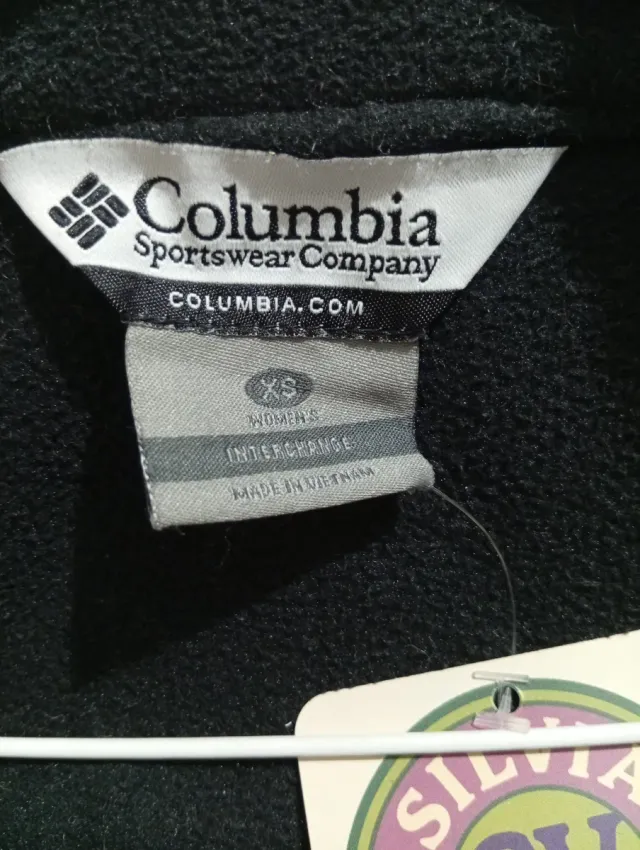 Columbia
Sportswear Company
COLUMBIA.COM
XS
WOMEN'S
INTERCHANGE
MADE IN VIETNAM
SILVIA